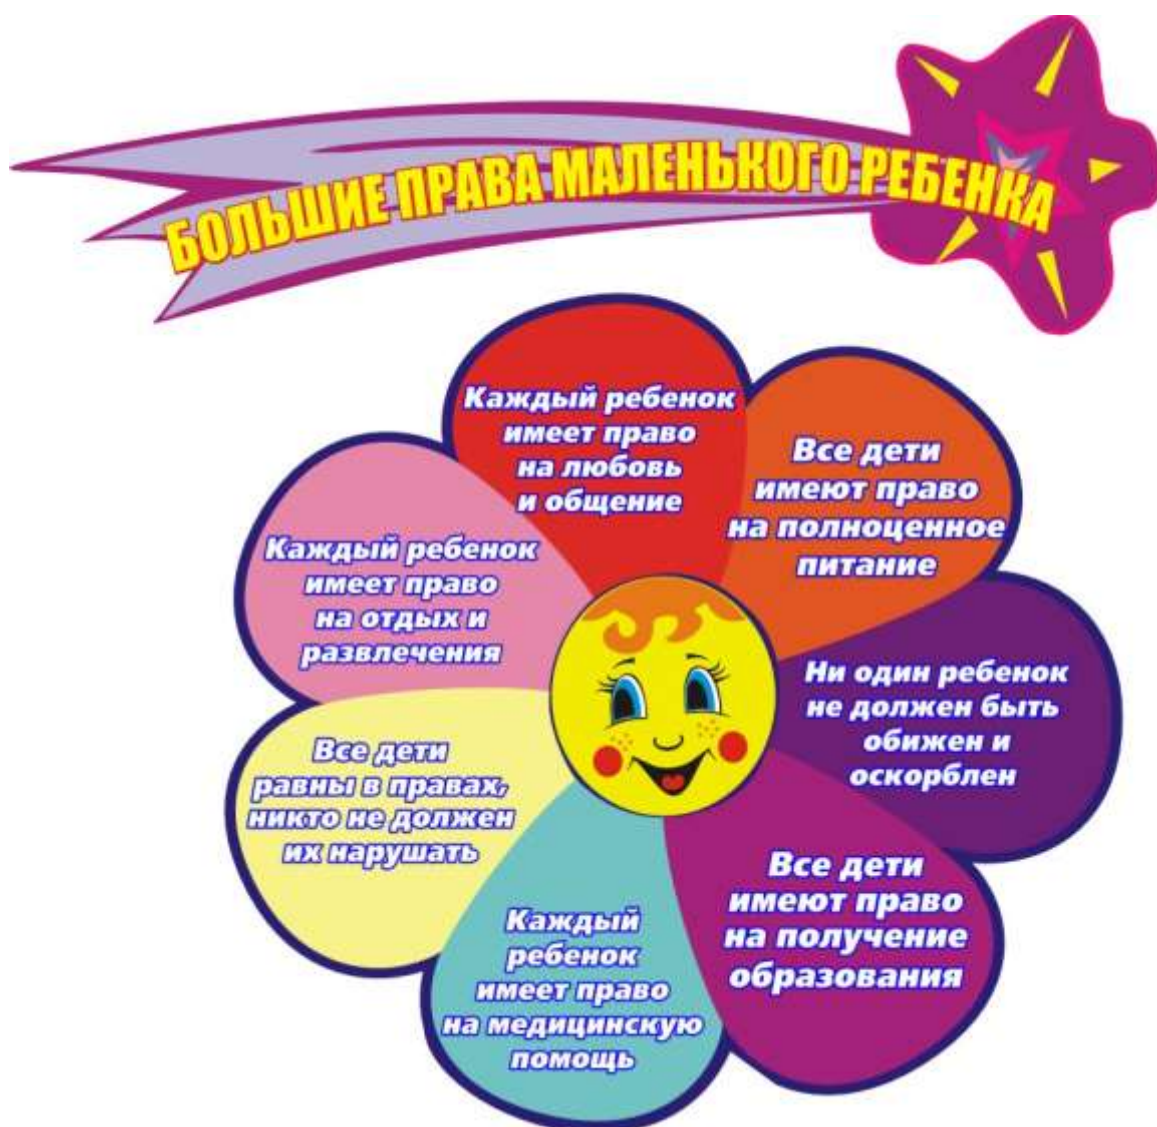 БОЛЬШИЕ ПРАВА МАЛЕНЬКОГО РЕБЕНКА
Каждый ребенок
имеет право
на любовь
и общение
Все дети
имеют право
на полноценное
питание
Ни один ребенок
не должен быть
обижен и
оскорблен
Все дети
имеют право
на получение
образования
Каждый
ребенок
имеет право
на медицинскую
помощь
Все дети
равны в правах,
никто не должен
их нарушать
Каждый ребенок
имеет право
на отдых и
развлечения